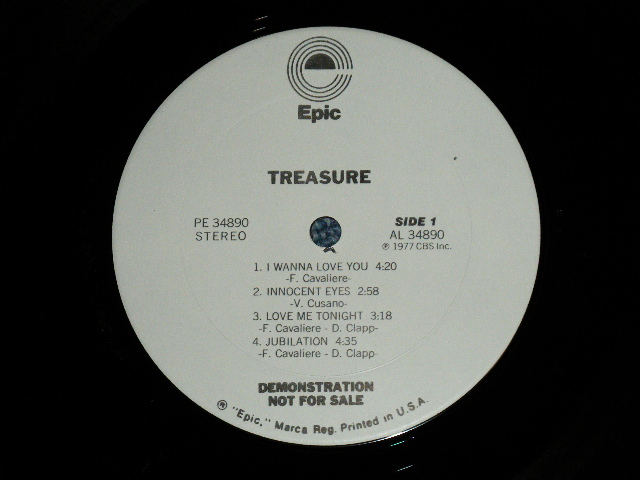 Epic
TREASURE
PE 34890
STEREO
SIDE 1
AL 34890
℗ 1977 CBS Inc.
1. I WANNA LOVE YOU 4:20
-F. Cavaliere-
2. INNOCENT EYES 2:58
-V. Cusano-
3. LOVE ME TONIGHT 3:18
-F. Cavaliere - D. Clapp-
4. JUBILATION 4:35
-F. Cavaliere - D. Clapp-
DEMONSTRATION
NOT FOR SALE
® "Epic," Marca Reg. Printed in U.S.A.